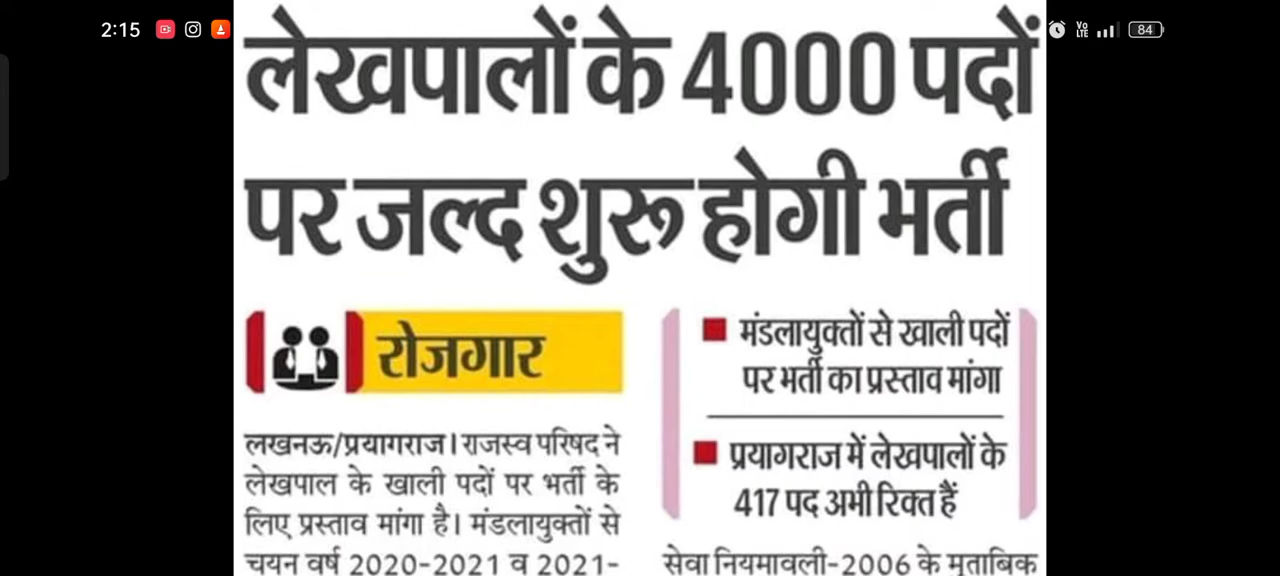 2:15
Vo LTE
84
लेखपालों के 4000 पदों
पर जल्द शुरू होगी भर्ती
रोजगार
लखनऊ/प्रयागराज। राजस्व परिषद ने
लेखपाल के खाली पदों पर भर्ती के
लिए प्रस्ताव मांगा है। मंडलायुक्तों से
चयन वर्ष 2020-2021 व 2021-
मंडलायुक्तों से खाली पदों
पर भर्ती का प्रस्ताव मांगा
प्रयागराज में लेखपालों के
417 पद अभी रिक्त हैं
सेवा नियमावली-2006 के मुताबिक